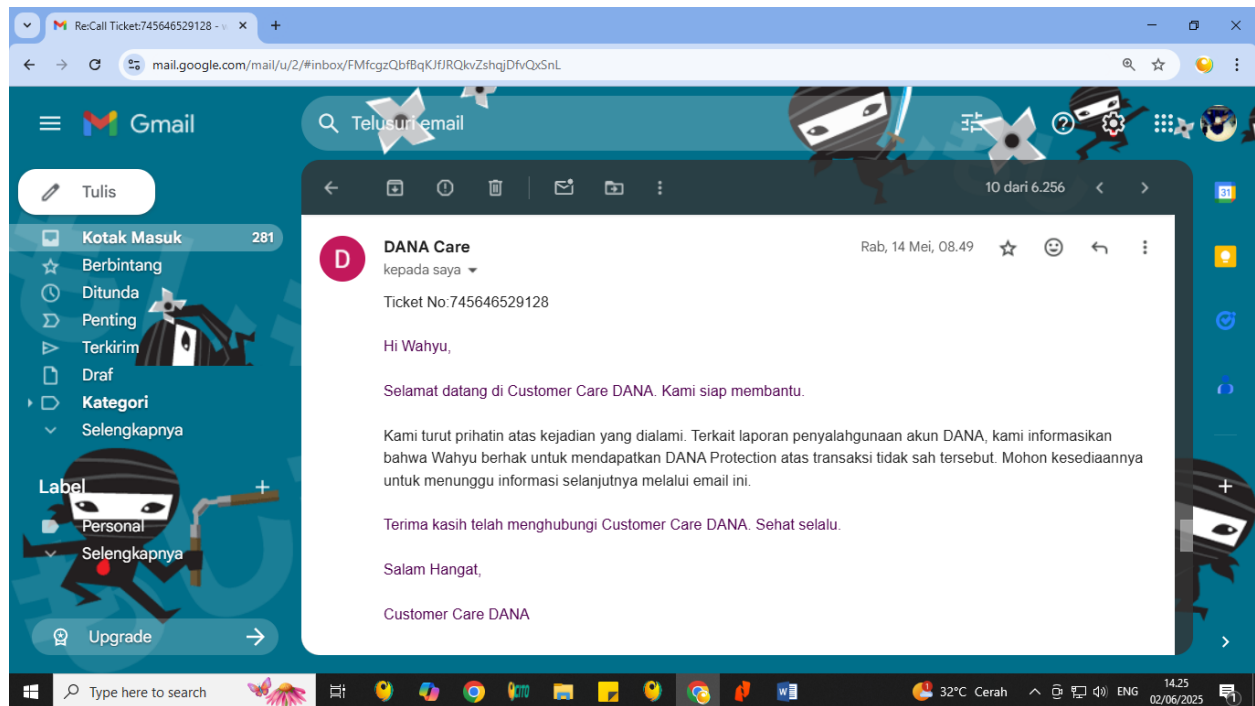 Re:Call Ticket:745646529128 - v
mail.google.com/mail/u/2/#inbox/FMfcgzQbfBqKJfJRQkvZshqjDfvQxSnL
Gmail
Telusuri email
Tulis
10 dari 6.256
31
Kotak Masuk 281
Berbintang
Ditunda
Penting
Terkirim
Draf
Kategori
Selengkapnya
Label
Personal
Selengkapnya
Upgrade
D
DANA Care
Rab, 14 Mei, 08.49
kepada saya
Ticket No:745646529128
Hi Wahyu,
Selamat datang di Customer Care DANA. Kami siap membantu.
Kami turut prihatin atas kejadian yang dialami. Terkait laporan penyalahgunaan akun DANA, kami informasikan
bahwa Wahyu berhak untuk mendapatkan DANA Protection atas transaksi tidak sah tersebut. Mohon kesediaannya
untuk menunggu informasi selanjutnya melalui email ini.
Terima kasih telah menghubungi Customer Care DANA. Sehat selalu.
Salam Hangat,
Customer Care DANA
Type here to search
32°C Cerah
ENG
14.25
02/06/2025